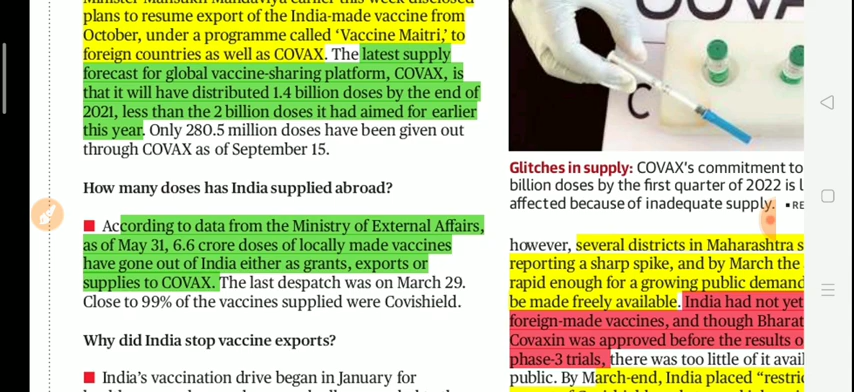 Minister Mansukh Mandaviya earlier this week disclosed
plans to resume export of the India-made vaccine from
October, under a programme called ‘Vaccine Maitri,’ to
foreign countries as well as COVAX. The latest supply
forecast for global vaccine-sharing platform, COVAX, is
that it will have distributed 1.4 billion doses by the end of
2021, less than the 2 billion doses it had aimed for earlier
this year. Only 280.5 million doses have been given out
through COVAX as of September 15.
How many doses has India supplied abroad?
■ According to data from the Ministry of External Affairs,
as of May 31, 6.6 crore doses of locally made vaccines
have gone out of India either as grants, exports or
supplies to COVAX. The last despatch was on March 29.
Close to 99% of the vaccines supplied were Covishield.
Why did India stop vaccine exports?
■ India’s vaccination drive began in January for
C
Glitches in supply: COVAX’s commitment to
billion doses by the first quarter of 2022 is l
affected because of inadequate supply. ▪RE
however, several districts in Maharashtra s
reporting a sharp spike, and by March the
rapid enough for a growing public demand
be made freely available. India had not yet
foreign-made vaccines, and though Bharat
Covaxin was approved before the results o
phase-3 trials, there was too little of it avail
public. By March-end, India placed “restric